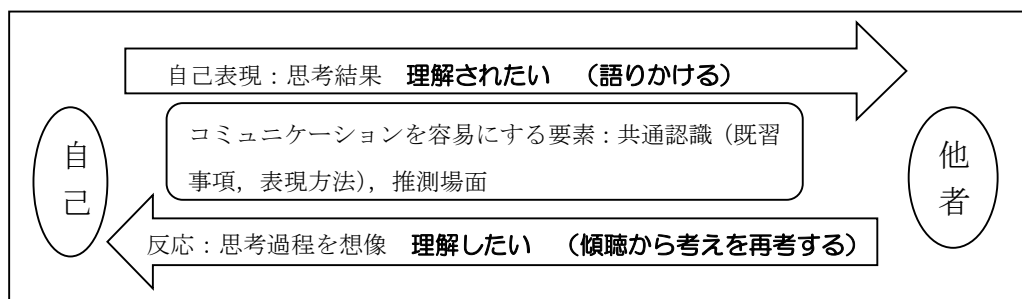 自己表現：思考結果　理解されたい　（語りかける）
コミュニケーションを容易にする要素：共通認識（既習
事項，表現方法），推測場面
自己
他者
反応：思考過程を想像　理解したい　（傾聴から考えを再考する）